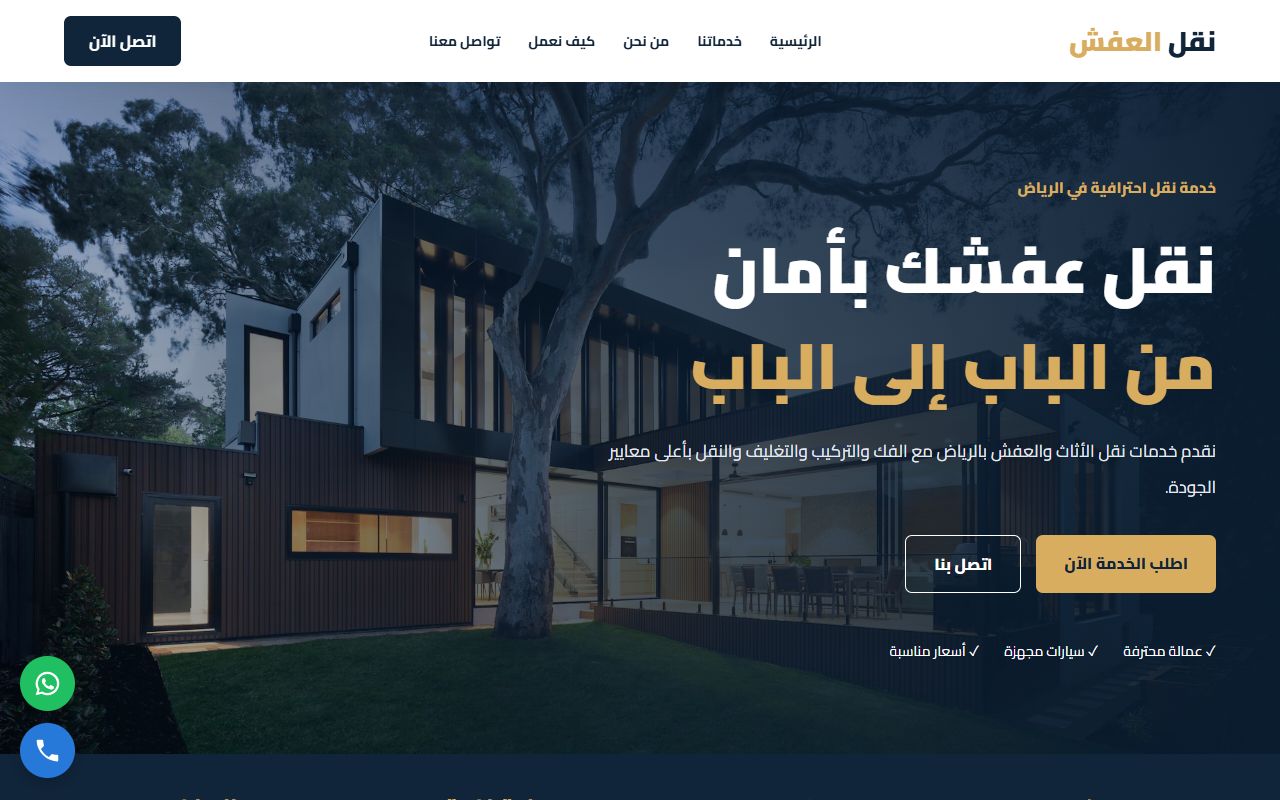 نقل العفش
الرئيسية
خدماتنا
من نحن
كيف نعمل
تواصل معنا
اتصل الآن
خدمة نقل احترافية في الرياض
نقل عفشك بأمان
من الباب إلى الباب
نقدم خدمات نقل الأثاث والعفش بالرياض مع الفك والتركيب والتغليف والنقل بأعلى معايير
الجودة.
اطلب الخدمة الآن
اتصل بنا
✓ عمالة محترفة
✓ سيارات مجهزة
✓ أسعار مناسبة